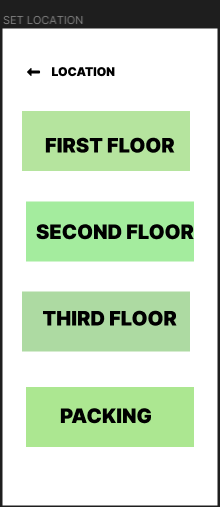 SET LOCATION
LOCATION
FIRST FLOOR
SECOND FLOOR
THIRD FLOOR
PACKING